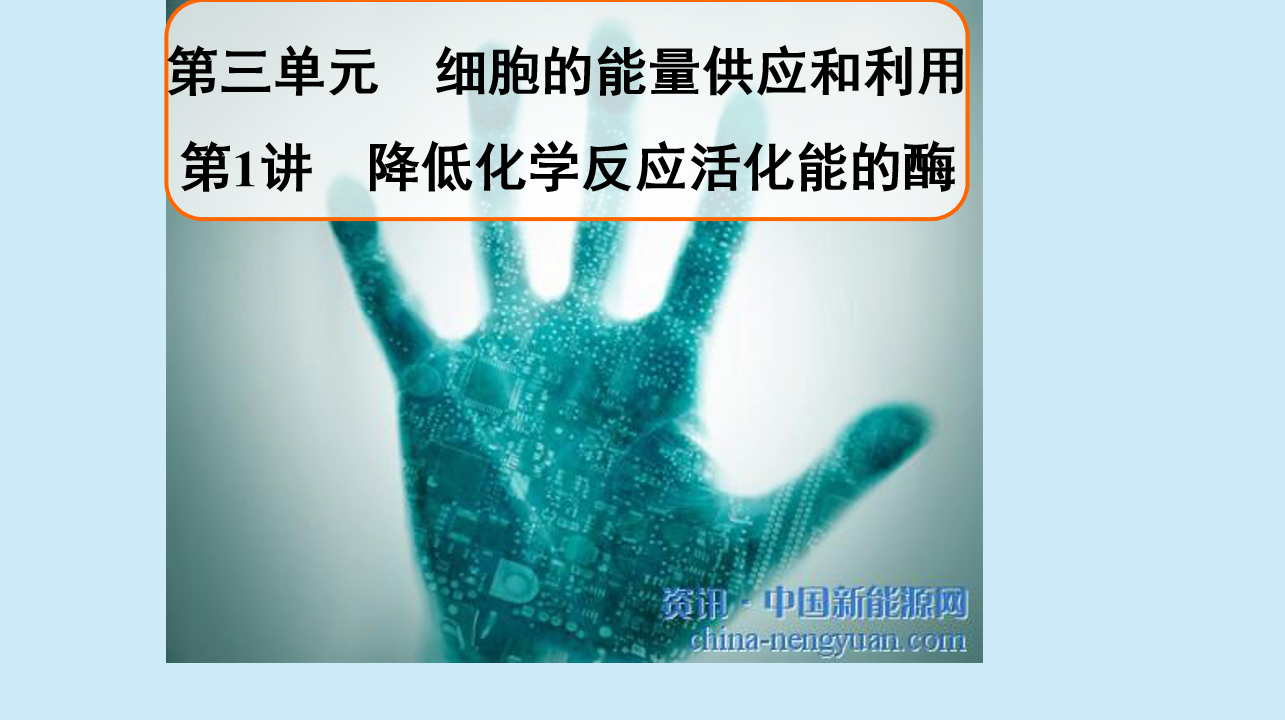 第三单元　细胞的能量供应和利用
第1讲　降低化学反应活化能的酶
资讯·中国新能源网
china-nengyuan.com